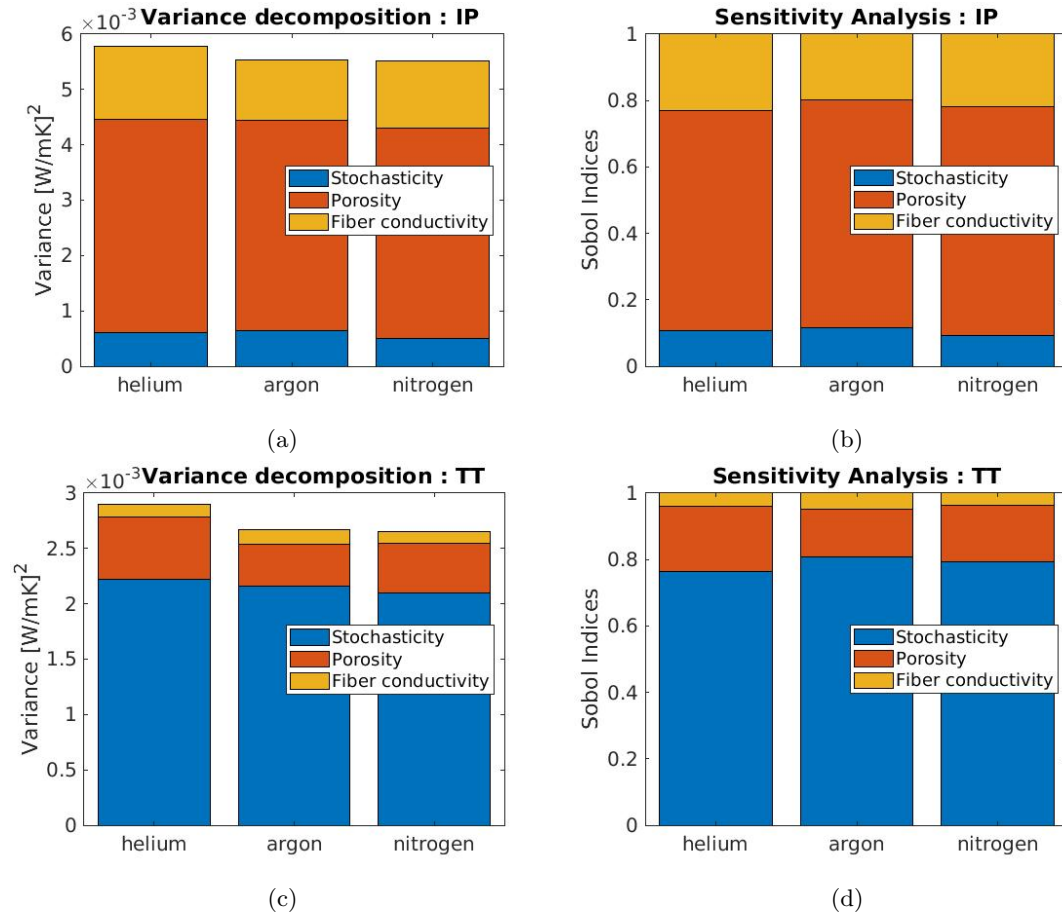 ×10-3
Variance decomposition : IP
Variance [W/mK]2
6
5
4
3
2
1
0
Stochasticity
Porosity
Fiber conductivity
helium argon nitrogen
(a)
Sensitivity Analysis : IP
Sobol Indices
1
0.8
0.6
0.4
0.2
0
Stochasticity
Porosity
Fiber conductivity
helium argon nitrogen
(b)
×10-3
Variance decomposition : TT
Variance [W/mK]2
3
2.5
2
1.5
1
0.5
0
Stochasticity
Porosity
Fiber conductivity
helium argon nitrogen
(c)
Sensitivity Analysis : TT
Sobol Indices
1
0.8
0.6
0.4
0.2
0
Stochasticity
Porosity
Fiber conductivity
helium argon nitrogen
(d)